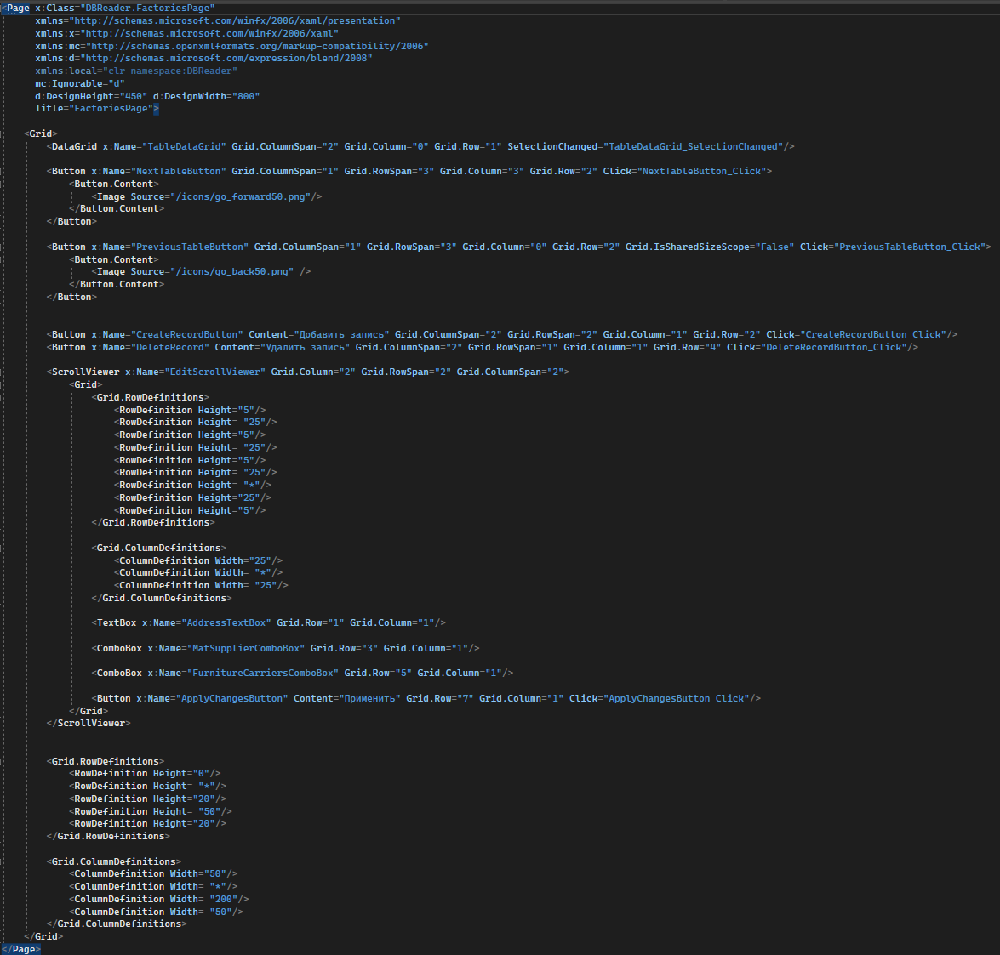 <Page x:Class="DBReader.FactoriesPage"
xmlns="http://schemas.microsoft.com/winfx/2006/xaml/presentation"
xmlns:x="http://schemas.microsoft.com/winfx/2006/xaml"
xmlns:mc="http://schemas.openxmlformats.org/markup-compatibility/2006"
xmlns:d="http://schemas.microsoft.com/expression/blend/2008"
xmlns:local="clr-namespace:DBReader"
mc:Ignorable="d"
d:DesignHeight="450" d:DesignWidth="800"
Title="FactoriesPage">
<Grid>
<DataGrid x:Name="TableDataGrid" Grid.ColumnSpan="2" Grid.Column="0" Grid.Row="1" SelectionChanged="TableDataGrid_SelectionChanged"/>
<Button x:Name="NextTableButton" Grid.ColumnSpan="1" Grid.RowSpan="3" Grid.Column="3" Grid.Row="2" Click="NextTableButton_Click">
<Button.Content>
<Image Source="/icons/go_forward50.png"/>
</Button.Content>
</Button>
<Button x:Name="PreviousTableButton" Grid.ColumnSpan="1" Grid.RowSpan="3" Grid.Column="0" Grid.Row="2" Grid.IsSharedSizeScope="False" Click="PreviousTableButton_Click">
<Button.Content>
<Image Source="/icons/go_back50.png" />
</Button.Content>
</Button>
<Button x:Name="CreateRecordButton" Content="Добавить запись" Grid.ColumnSpan="2" Grid.RowSpan="2" Grid.Column="1" Grid.Row="2" Click="CreateRecordButton_Click"/>
<Button x:Name="DeleteRecord" Content="Удалить запись" Grid.ColumnSpan="2" Grid.RowSpan="1" Grid.Column="1" Grid.Row="4" Click="DeleteRecordButton_Click"/>
<ScrollViewer x:Name="EditScrollViewer" Grid.Column="2" Grid.RowSpan="2" Grid.ColumnSpan="2">
<Grid>
<Grid.RowDefinitions>
<RowDefinition Height="5"/>
<RowDefinition Height= "25"/>
<RowDefinition Height="5"/>
<RowDefinition Height= "25"/>
<RowDefinition Height="5"/>
<RowDefinition Height= "25"/>
<RowDefinition Height= "*"/>
<RowDefinition Height="25"/>
<RowDefinition Height="5"/>
</Grid.RowDefinitions>
<Grid.ColumnDefinitions>
<ColumnDefinition Width="25"/>
<ColumnDefinition Width= "*"/>
<ColumnDefinition Width= "25"/>
</Grid.ColumnDefinitions>
<TextBox x:Name="AddressTextBox" Grid.Row="1" Grid.Column="1"/>
<ComboBox x:Name="MatSupplierComboBox" Grid.Row="3" Grid.Column="1"/>
<ComboBox x:Name="FurnitureCarriersComboBox" Grid.Row="5" Grid.Column="1"/>
<Button x:Name="ApplyChangesButton" Content="Применить" Grid.Row="7" Grid.Column="1" Click="ApplyChangesButton_Click"/>
</Grid>
</ScrollViewer>
<Grid.RowDefinitions>
<RowDefinition Height="0"/>
<RowDefinition Height= "*"/>
<RowDefinition Height="20"/>
<RowDefinition Height= "50"/>
<RowDefinition Height="20"/>
</Grid.RowDefinitions>
<Grid.ColumnDefinitions>
<ColumnDefinition Width="50"/>
<ColumnDefinition Width= "*"/>
<ColumnDefinition Width= "200"/>
<ColumnDefinition Width= "50"/>
</Grid.ColumnDefinitions>
</Grid>
</Page>